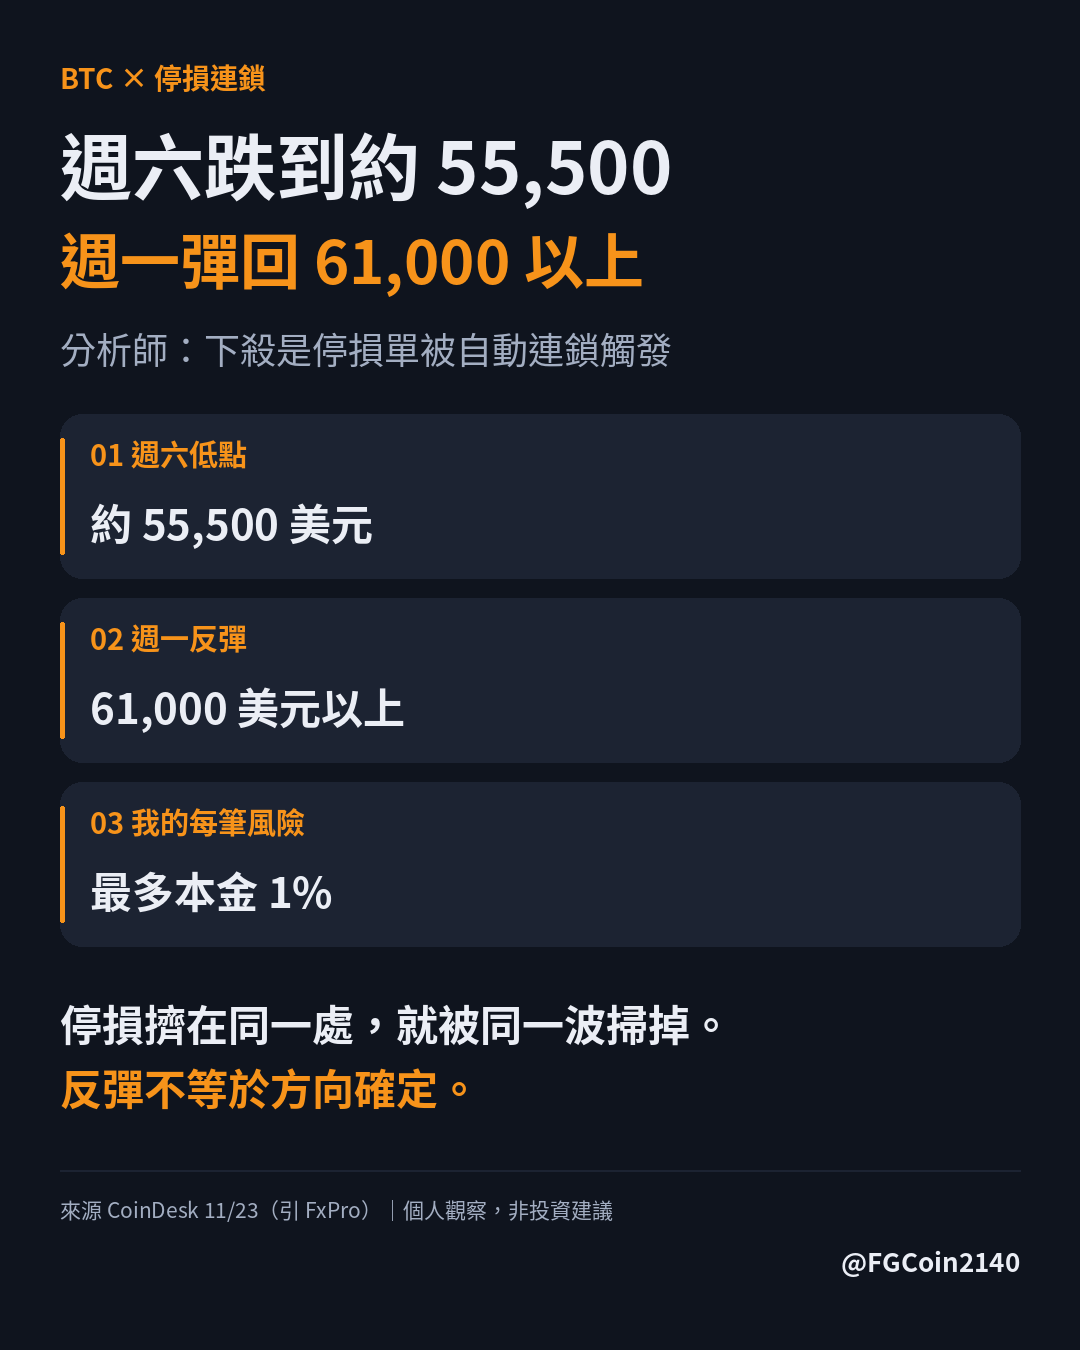 BTC × 停損連鎖
週六跌到約 55,500
週一彈回 61,000 以上
分析師：下殺是停損單被自動連鎖觸發
01 週六低點
約 55,500 美元
02 週一反彈
61,000 美元以上
03 我的每筆風險
最多本金 1%
停損擠在同一處，就被同一波掃掉。
反彈不等於方向確定。
來源 CoinDesk 11/23（引 FxPro）｜個人觀察，非投資建議
@FGCoin2140